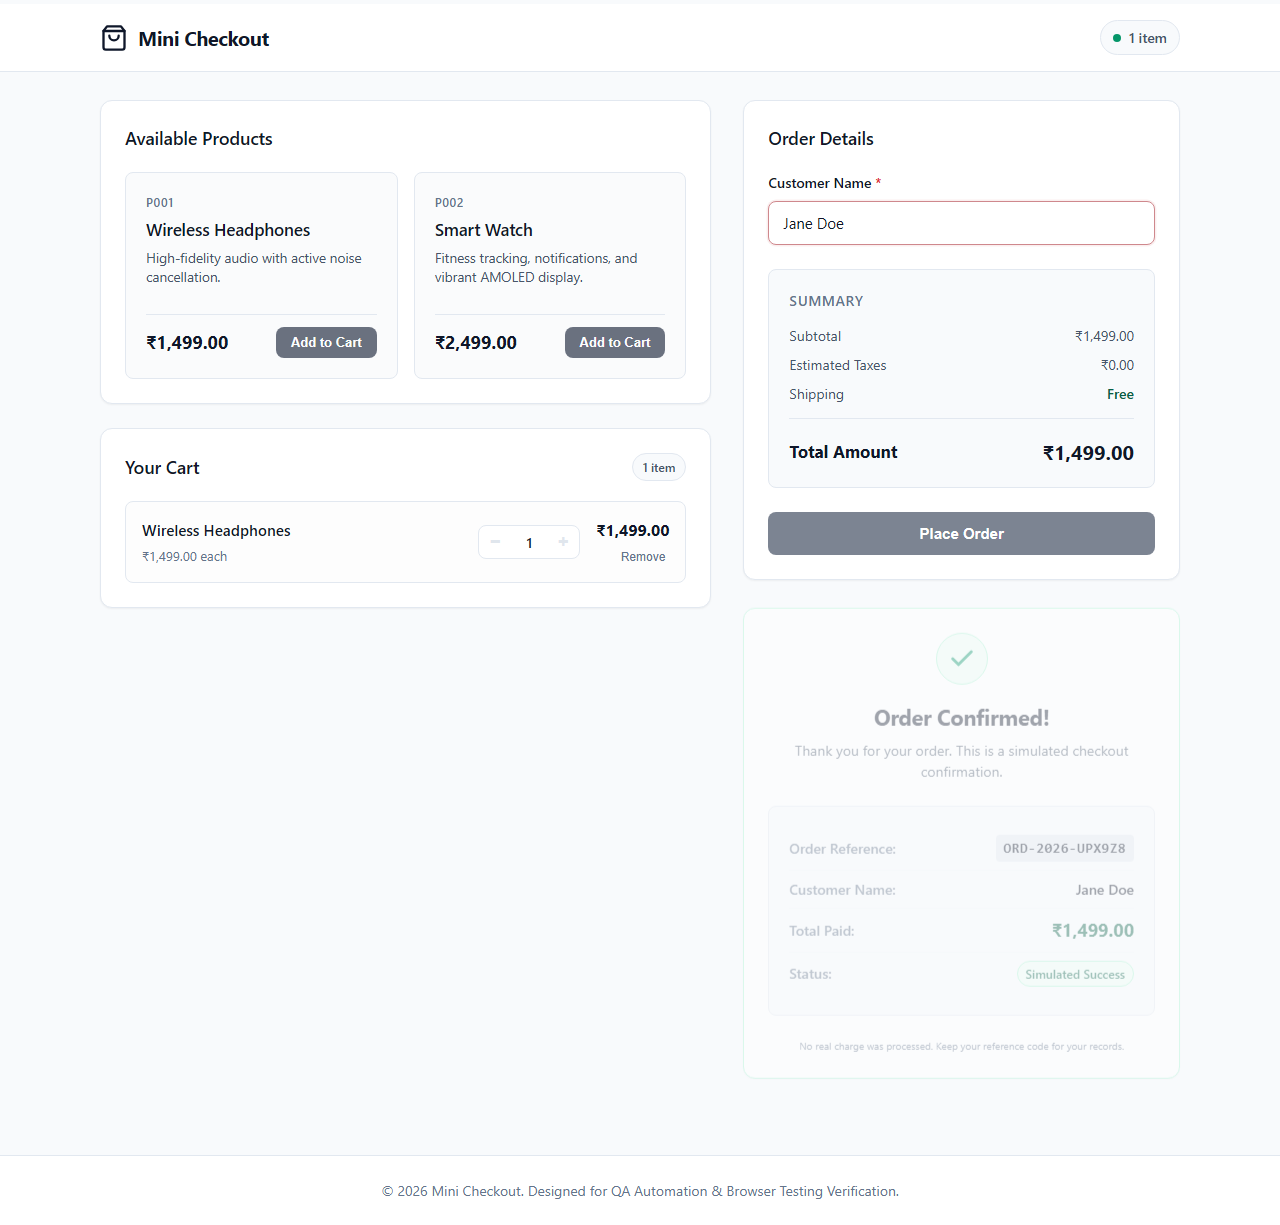 Mini Checkout
1 item
Available Products
P001
Wireless Headphones
High-fidelity audio with active noise
cancellation.
₹1,499.00
Add to Cart
P002
Smart Watch
Fitness tracking, notifications, and
vibrant AMOLED display.
₹2,499.00
Add to Cart
Your Cart
1 item
Wireless Headphones
₹1,499.00 each
− 1 +
₹1,499.00
Remove
Order Details
Customer Name *
Jane Doe
SUMMARY
Subtotal ₹1,499.00
Estimated Taxes ₹0.00
Shipping Free
Total Amount ₹1,499.00
Place Order
Order Confirmed!
Thank you for your order. This is a simulated checkout
confirmation.
Order Reference: ORD-2026-UPX9Z8
Customer Name: Jane Doe
Total Paid: ₹1,499.00
Status: Simulated Success
No real charge was processed. Keep your reference code for your records.
© 2026 Mini Checkout. Designed for QA Automation & Browser Testing Verification.